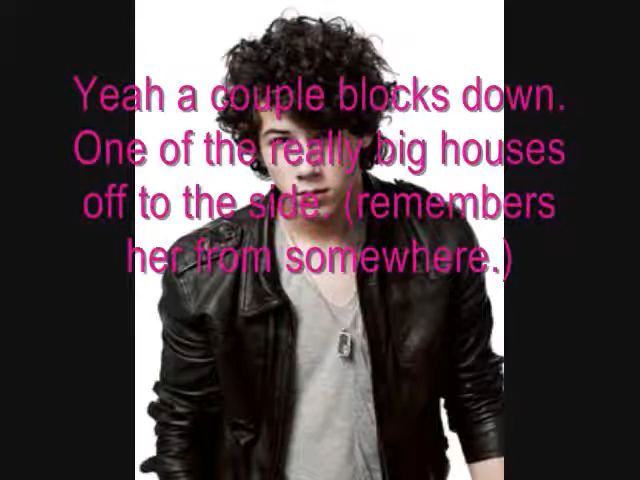 Yeah a couple blocks down.
One of the really big houses
off to the side. (remembers
her from somewhere.)